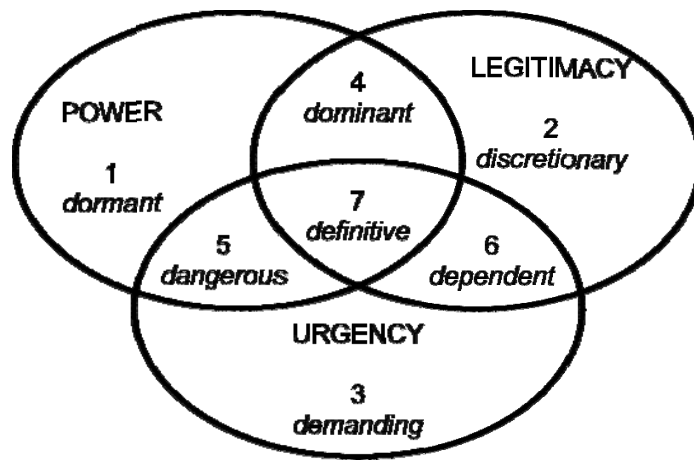 POWER
1
dormant
4
dominant
LEGITIMACY
2
discretionary
5
dangerous
7
definitive
6
dependent
URGENCY
3
demanding